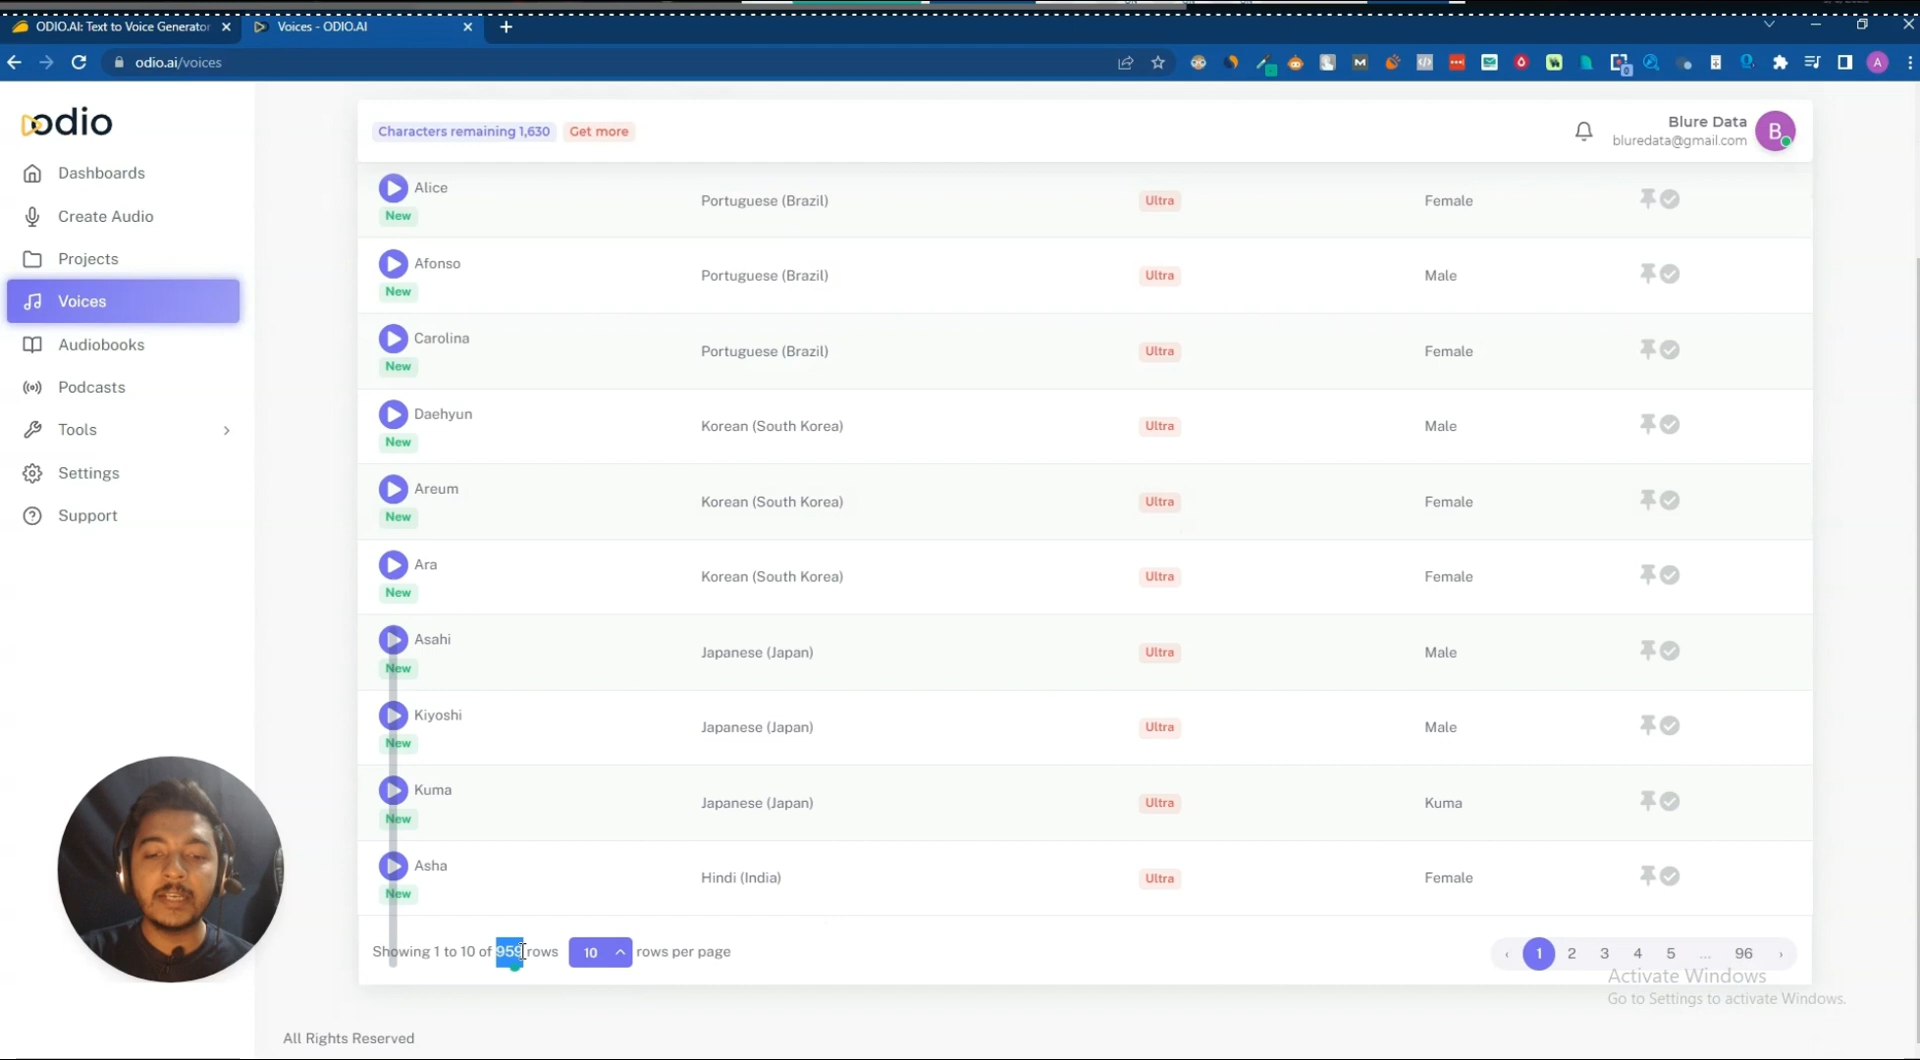 ODIO.AI: Text to Voice Generator
Voices - ODIO.AI
odio.ai/voices
odio
Dashboards
Create Audio
Projects
Voices
Audiobooks
Podcasts
Tools
Settings
Support
Characters remaining 1,630 Get more
Blure Data
bluredata@gmail.com
B
Alice Portuguese (Brazil) Ultra Female
New
Afonso Portuguese (Brazil) Ultra Male
New
Carolina Portuguese (Brazil) Ultra Female
New
Daehyun Korean (South Korea) Ultra Male
New
Areum Korean (South Korea) Ultra Female
New
Ara Korean (South Korea) Ultra Female
New
Asahi Japanese (Japan) Ultra Male
New
Kiyoshi Japanese (Japan) Ultra Male
New
Kuma Japanese (Japan) Ultra Kuma
New
Asha Hindi (India) Ultra Female
New
Showing 1 to 10 of 959 rows 10 rows per page
‹ 1 2 3 4 5 ... 96 ›
Activate Windows
Go to Settings to activate Windows.
All Rights Reserved